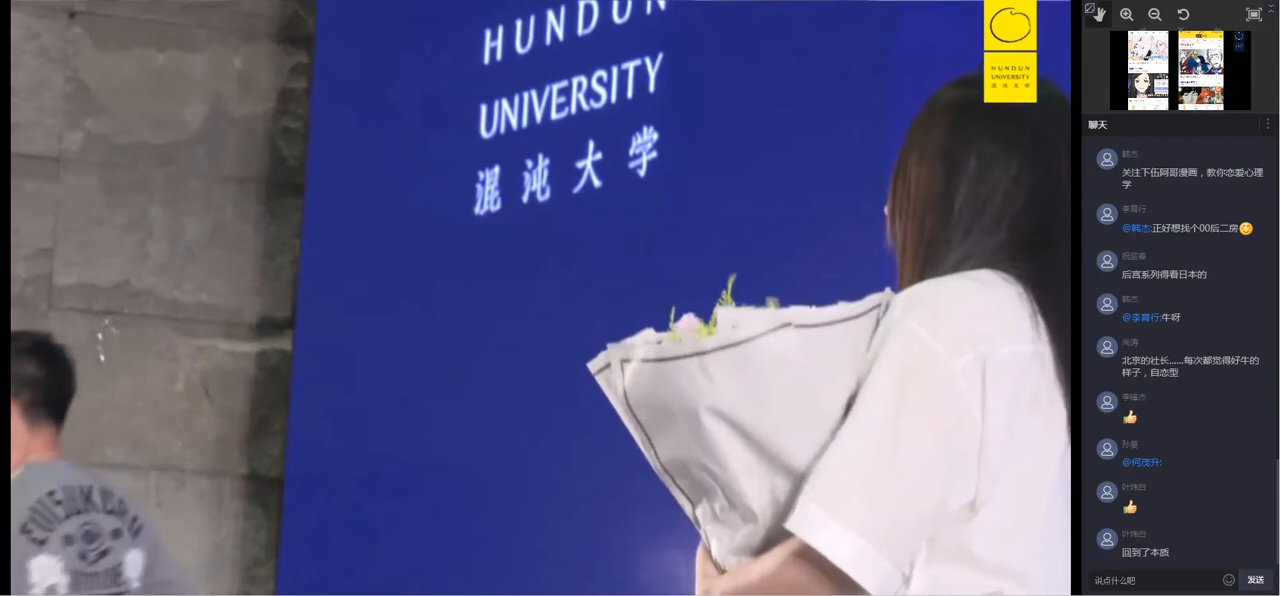 HUNDUN
UNIVERSITY
混沌大学
HUNDUN
UNIVERSITY
混沌大学
聊天
韩杰
关注下伍阿哥漫画，教你恋爱心理
学
李育行
@韩杰:正好想找个00后二房
祝迎春
后宫系列得看日本的
韩杰
@李育行:牛呀
尚涛
北京的社长……每次都觉得好牛的
样子，自恋型
李梅杰
孙曼
@何茂升:
叶炜白
叶炜白
回到了本质
说点什么吧
发送